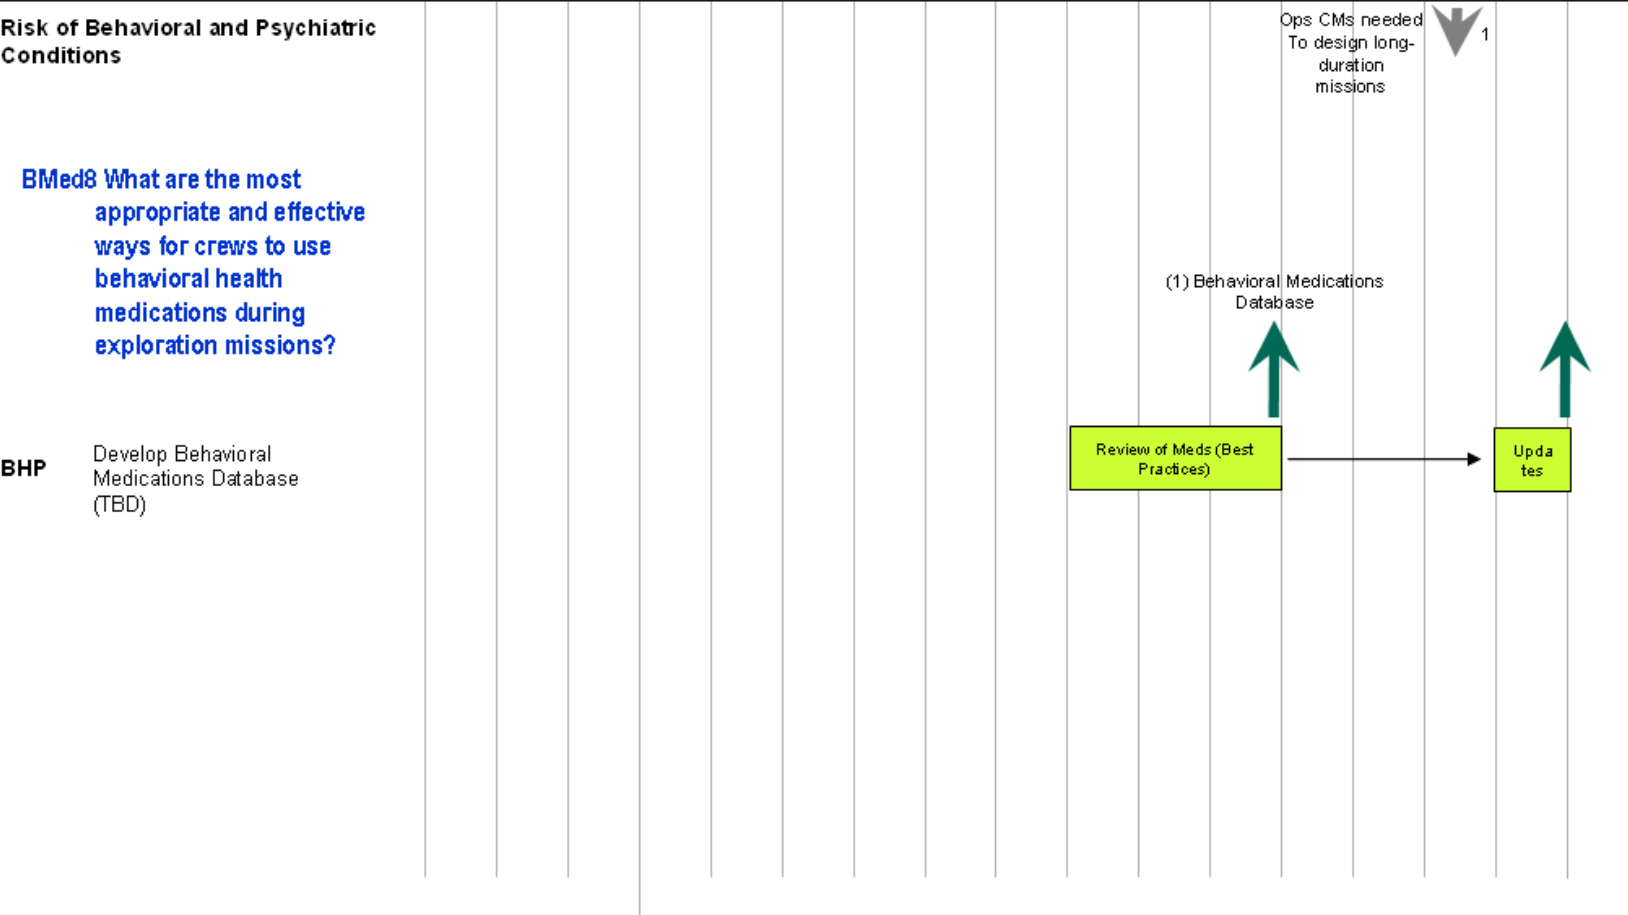 Risk of Behavioral and Psychiatric
Conditions
Ops CMs needed
To design long-
duration
missions
1
BMed8 What are the most
appropriate and effective
ways for crews to use
behavioral health
medications during
exploration missions?
(1) Behavioral Medications
Database
BHP
Develop Behavioral
Medications Database
(TBD)
Review of Meds (Best
Practices)
Upda
tes